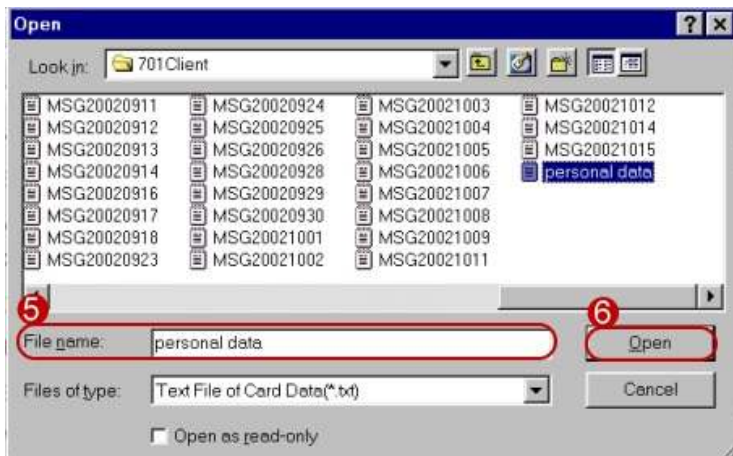 Open
Look in: 701Client
MSG20020911 MSG20020924 MSG20021003 MSG20021012
MSG20020912 MSG20020925 MSG20021004 MSG20021014
MSG20020913 MSG20020926 MSG20021005 MSG20021015
MSG20020914 MSG20020928 MSG20021006 personal data
MSG20020916 MSG20020929 MSG20021007
MSG20020917 MSG20020930 MSG20021008
MSG20020918 MSG20021001 MSG20021009
MSG20020923 MSG20021002 MSG20021011
5 6
File name: personal data Open
Files of type: Text File of Card Data(*.txt) Cancel
Open as read-only